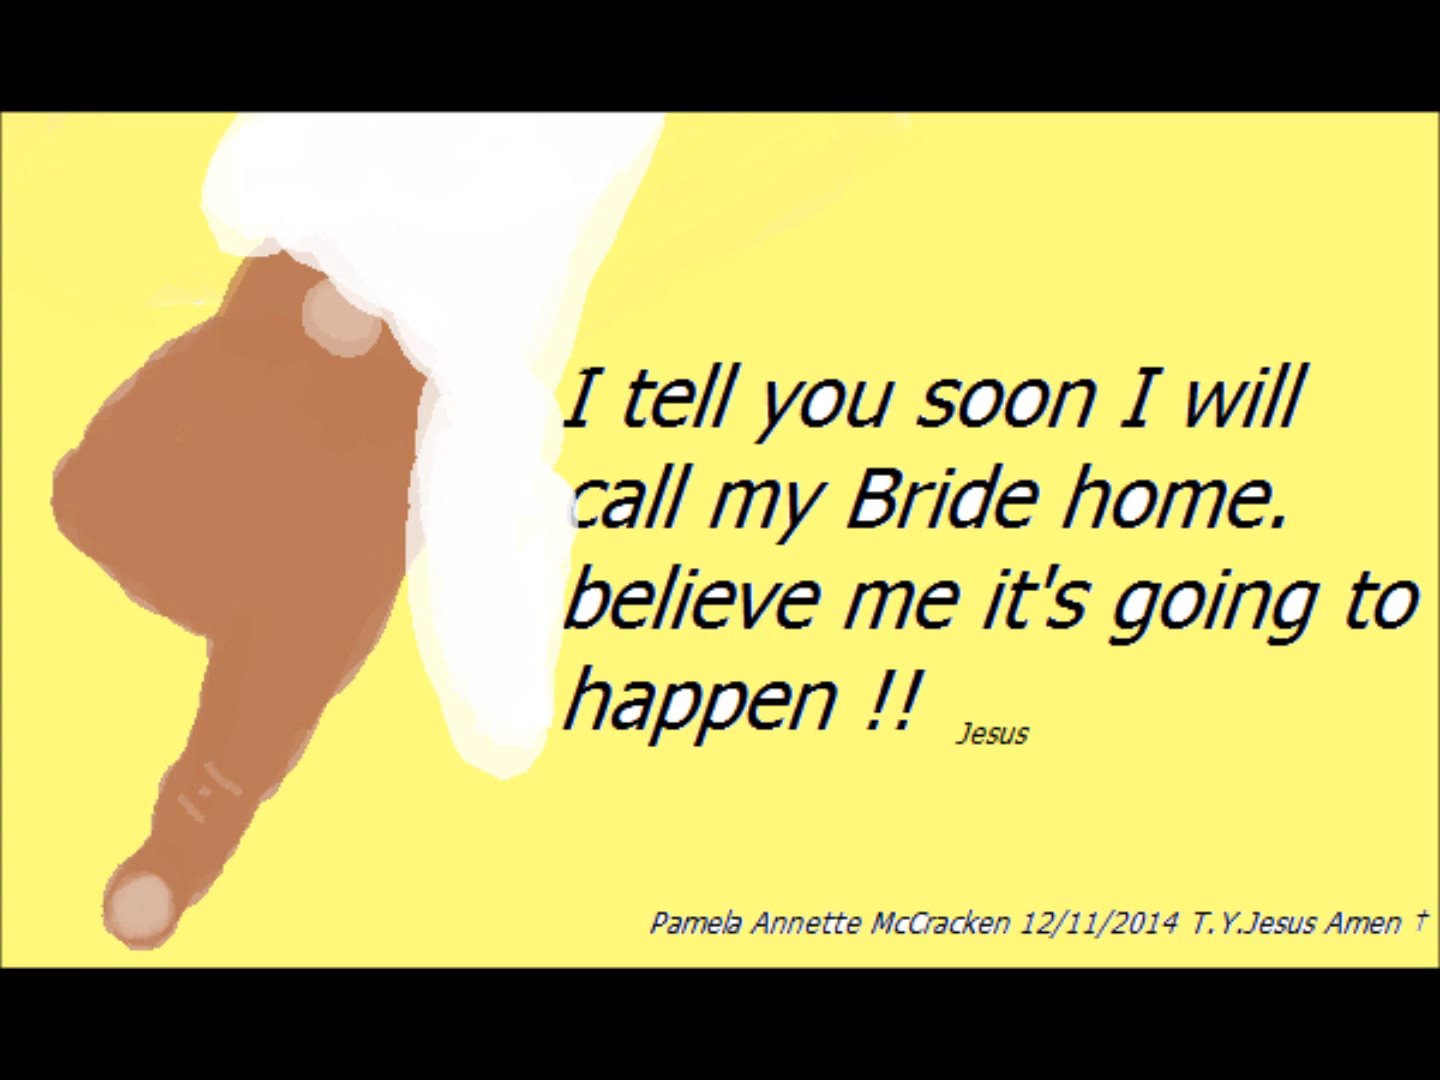 I tell you soon I will
call my Bride home.
believe me it's going to
happen !! Jesus
Pamela Annette McCracken 12/11/2014 T.Y.Jesus Amen †